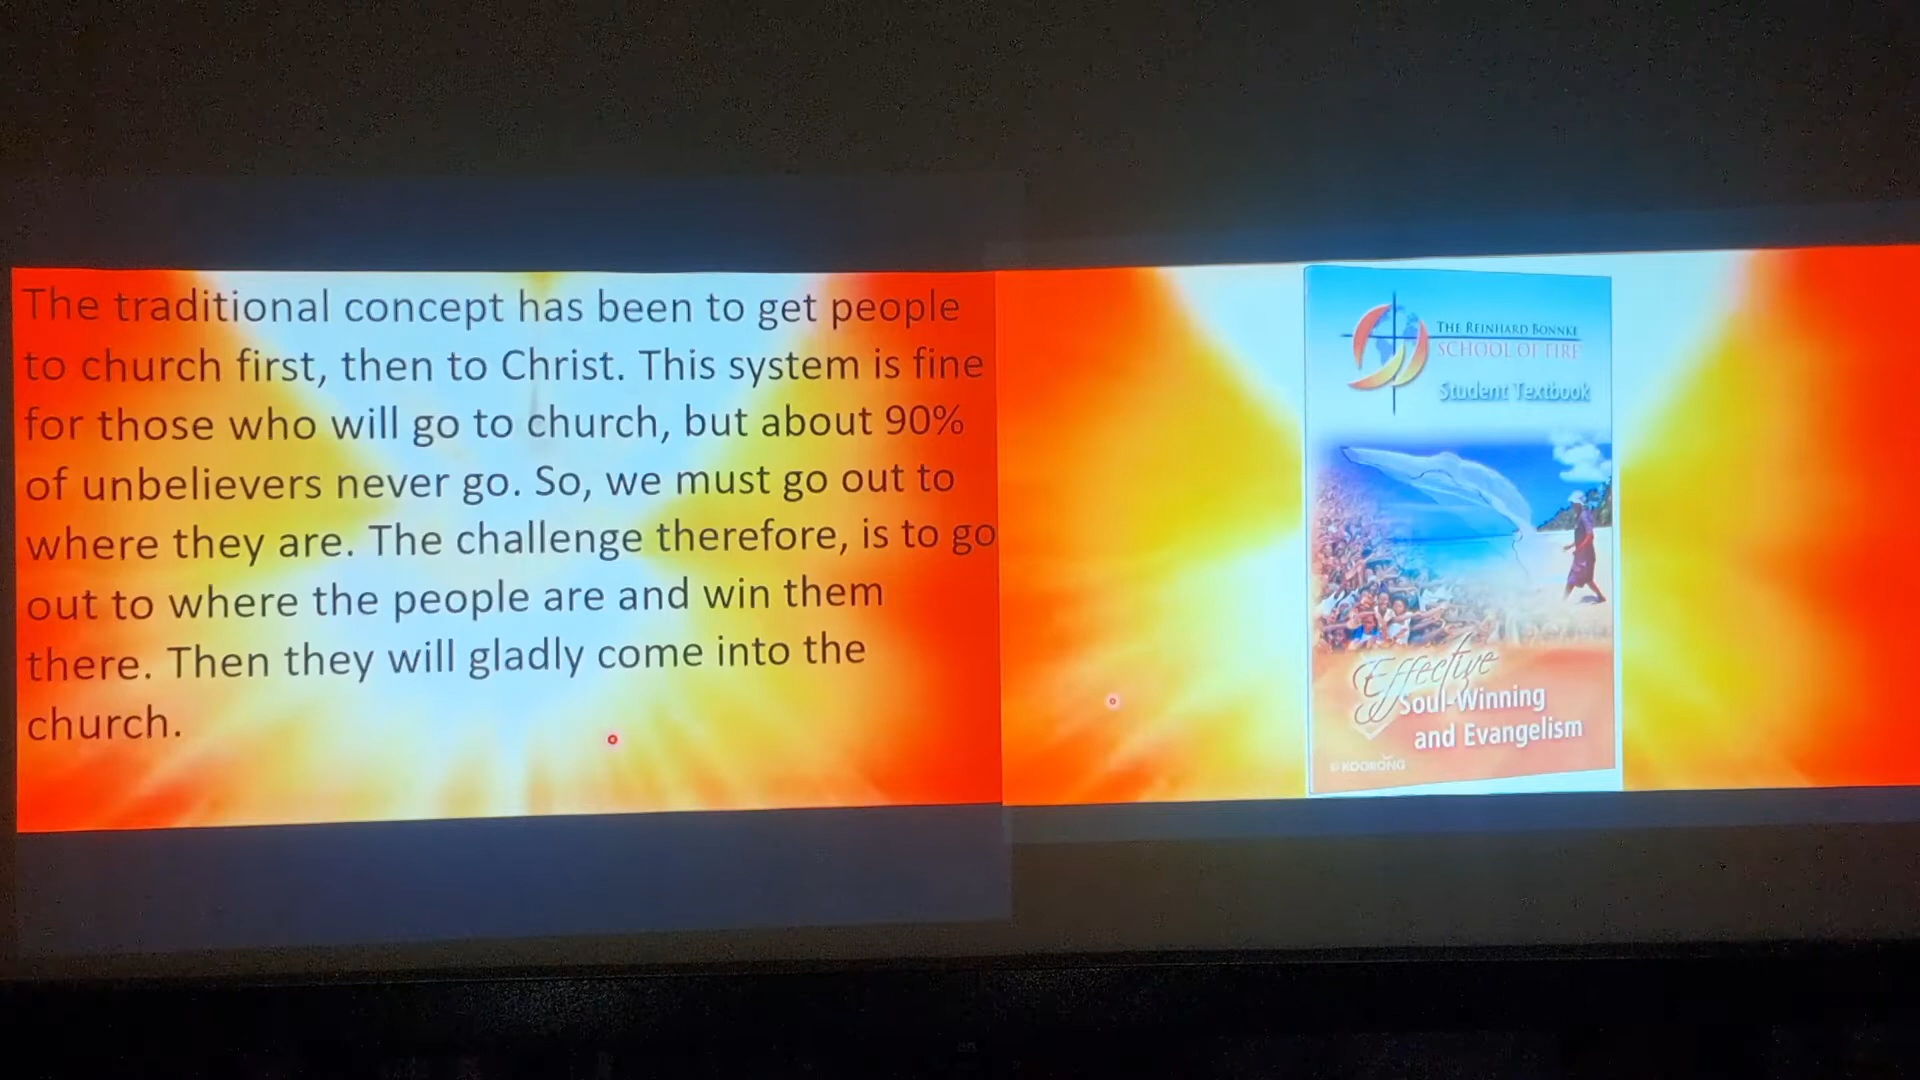 The traditional concept has been to get people
to church first, then to Christ. This system is fine
for those who will go to church, but about 90%
of unbelievers never go. So, we must go out to
where they are. The challenge therefore, is to go
out to where the people are and win them
there. Then they will gladly come into the
church.
THE REINHARD BONNKE
SCHOOL OF FIRE
Student Textbook
Effective
Soul-Winning
and Evangelism
© KOORONG